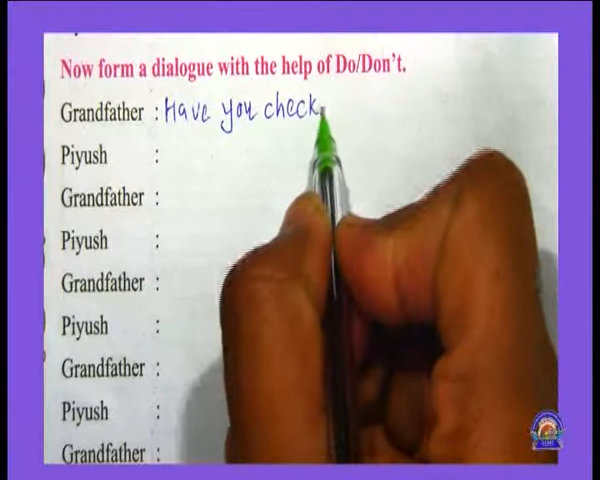 Now form a dialogue with the help of Do/Don't.
Grandfather : Have you check
Piyush :
Grandfather :
Piyush :
Grandfather :
Piyush :
Grandfather :
Piyush :
Grandfather :